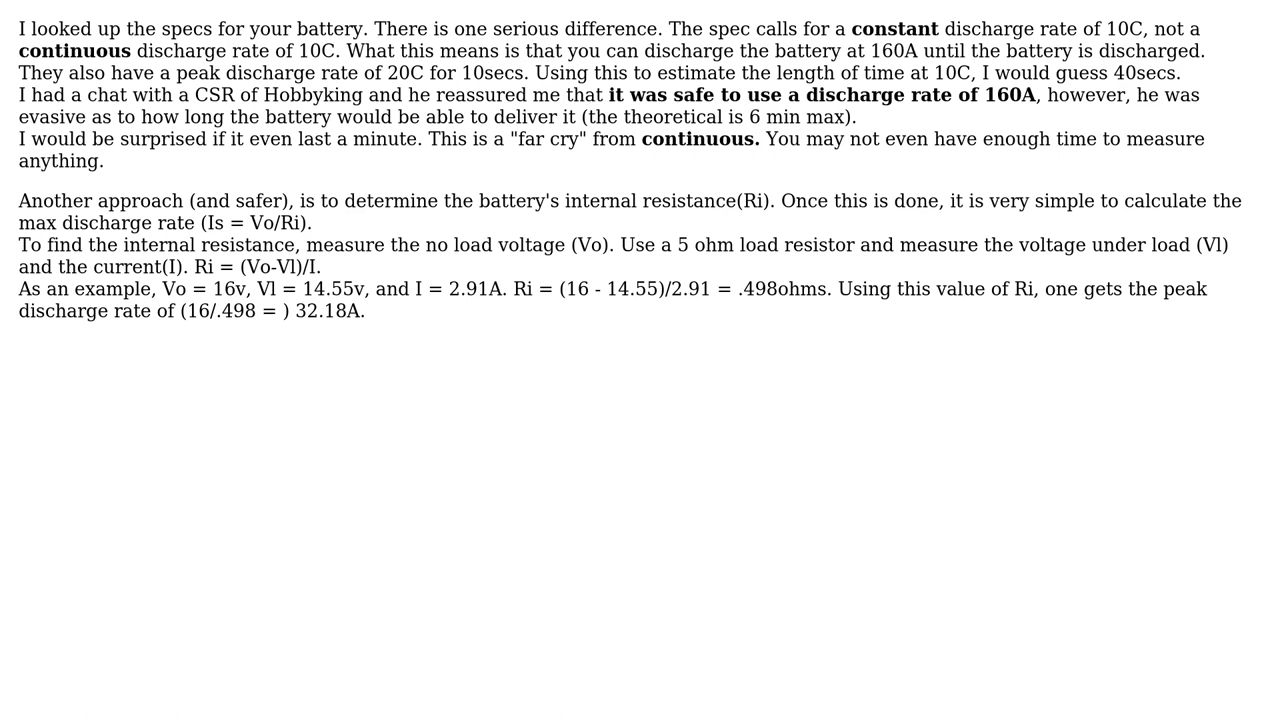 I looked up the specs for your battery. There is one serious difference. The spec calls for a constant discharge rate of 10C, not a
continuous discharge rate of 10C. What this means is that you can discharge the battery at 160A until the battery is discharged.
They also have a peak discharge rate of 20C for 10secs. Using this to estimate the length of time at 10C, I would guess 40secs.
I had a chat with a CSR of Hobbyking and he reassured me that it was safe to use a discharge rate of 160A, however, he was
evasive as to how long the battery would be able to deliver it (the theoretical is 6 min max).
I would be surprised if it even last a minute. This is a "far cry" from continuous. You may not even have enough time to measure
anything.
Another approach (and safer), is to determine the battery's internal resistance(Ri). Once this is done, it is very simple to calculate the
max discharge rate (Is = Vo/Ri).
To find the internal resistance, measure the no load voltage (Vo). Use a 5 ohm load resistor and measure the voltage under load (Vl)
and the current(I). Ri = (Vo-Vl)/I.
As an example, Vo = 16v, Vl = 14.55v, and I = 2.91A. Ri = (16 - 14.55)/2.91 = .498ohms. Using this value of Ri, one gets the peak
discharge rate of (16/.498 = ) 32.18A.